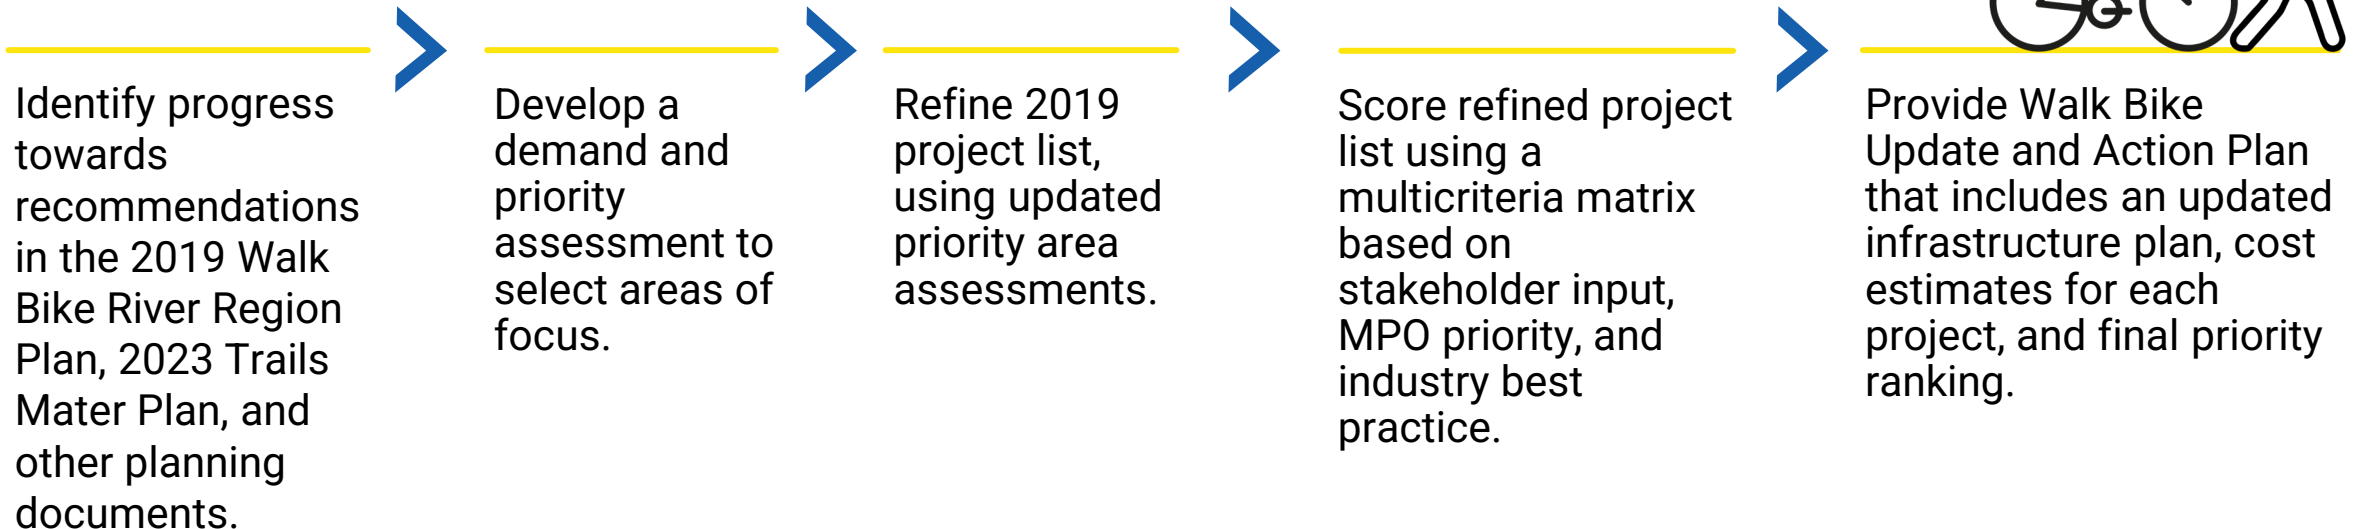 Identify progress
towards
recommendations
in the 2019 Walk
Bike River Region
Plan, 2023 Trails
Mater Plan, and
other planning
documents.
Develop a
demand and
priority
assessment to
select areas of
focus.
Refine 2019
project list,
using updated
priority area
assessments.
Score refined project
list using a
multicriteria matrix
based on
stakeholder input,
MPO priority, and
industry best
practice.
Provide Walk Bike
Update and Action Plan
that includes an updated
infrastructure plan, cost
estimates for each
project, and final priority
ranking.